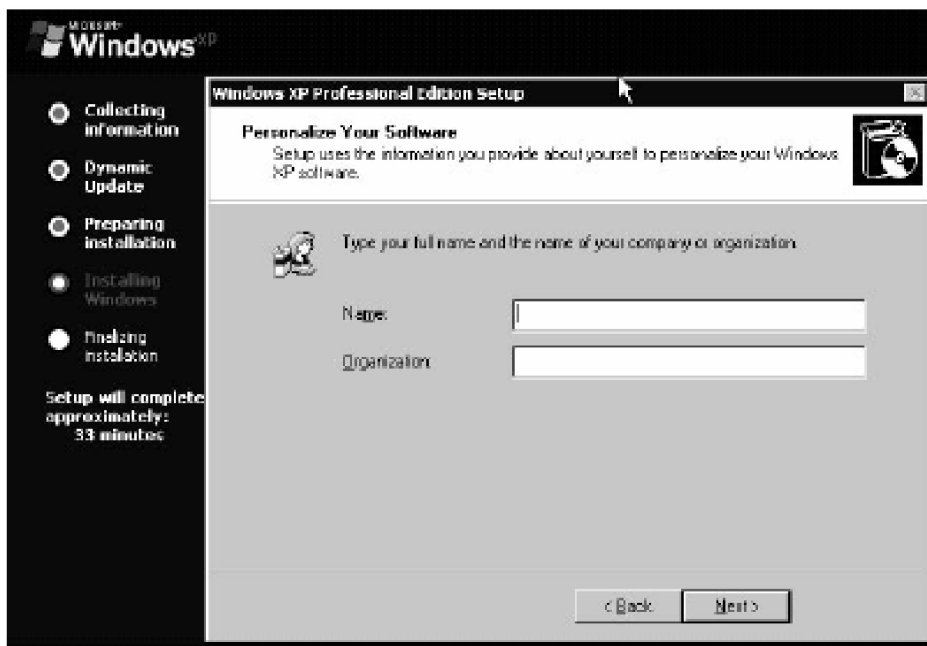 Microsoft
Windows xp
Collecting
information
Dynamic
Update
Preparing
installation
Installing
Windows
Finalizing
installation
Setup will complete
approximately:
33 minutes
Windows XP Professional Edition Setup
Personalize Your Software
Setup uses the information you provide about yourself to personalize your Windows
XP software.
Type your full name and the name of your company or organization.
Name:
Organization:
< Back
Next >